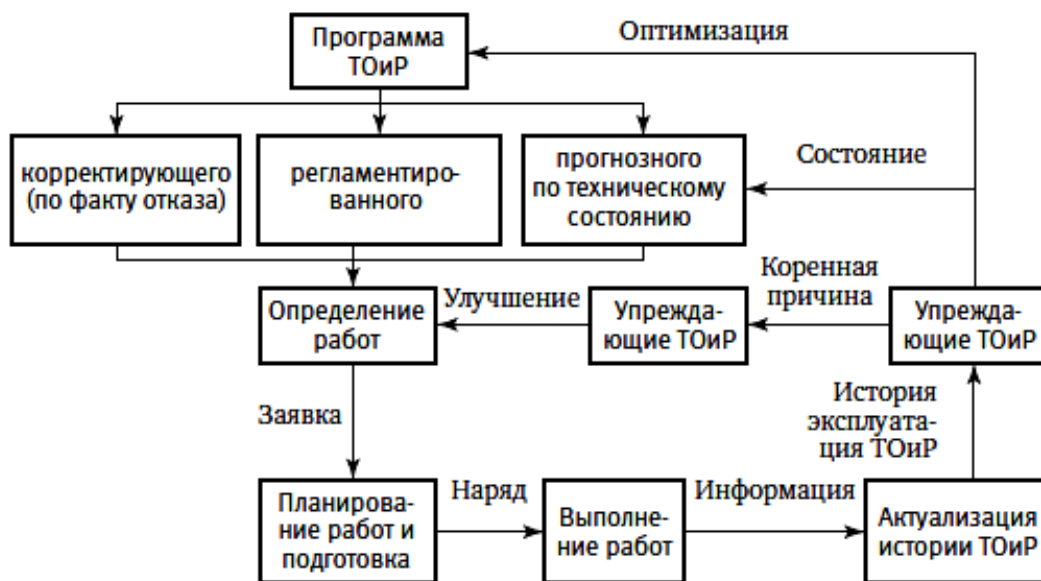 Программа
ТОиР
Оптимизация
корректирующего
(по факту отказа)
регламентиро-
ванного
прогнозного
по техническому
состоянию
Состояние
Определение
работ
Улучшение
Упрежда-
ющие ТОиР
Коренная
причина
Упрежда-
ющие ТОиР
Заявка
История
эксплуата-
ция ТОиР
Планирова-
ние работ и
подготовка
Наряд
Выполне-
ние работ
Информация
Актуализация
истории ТОиР